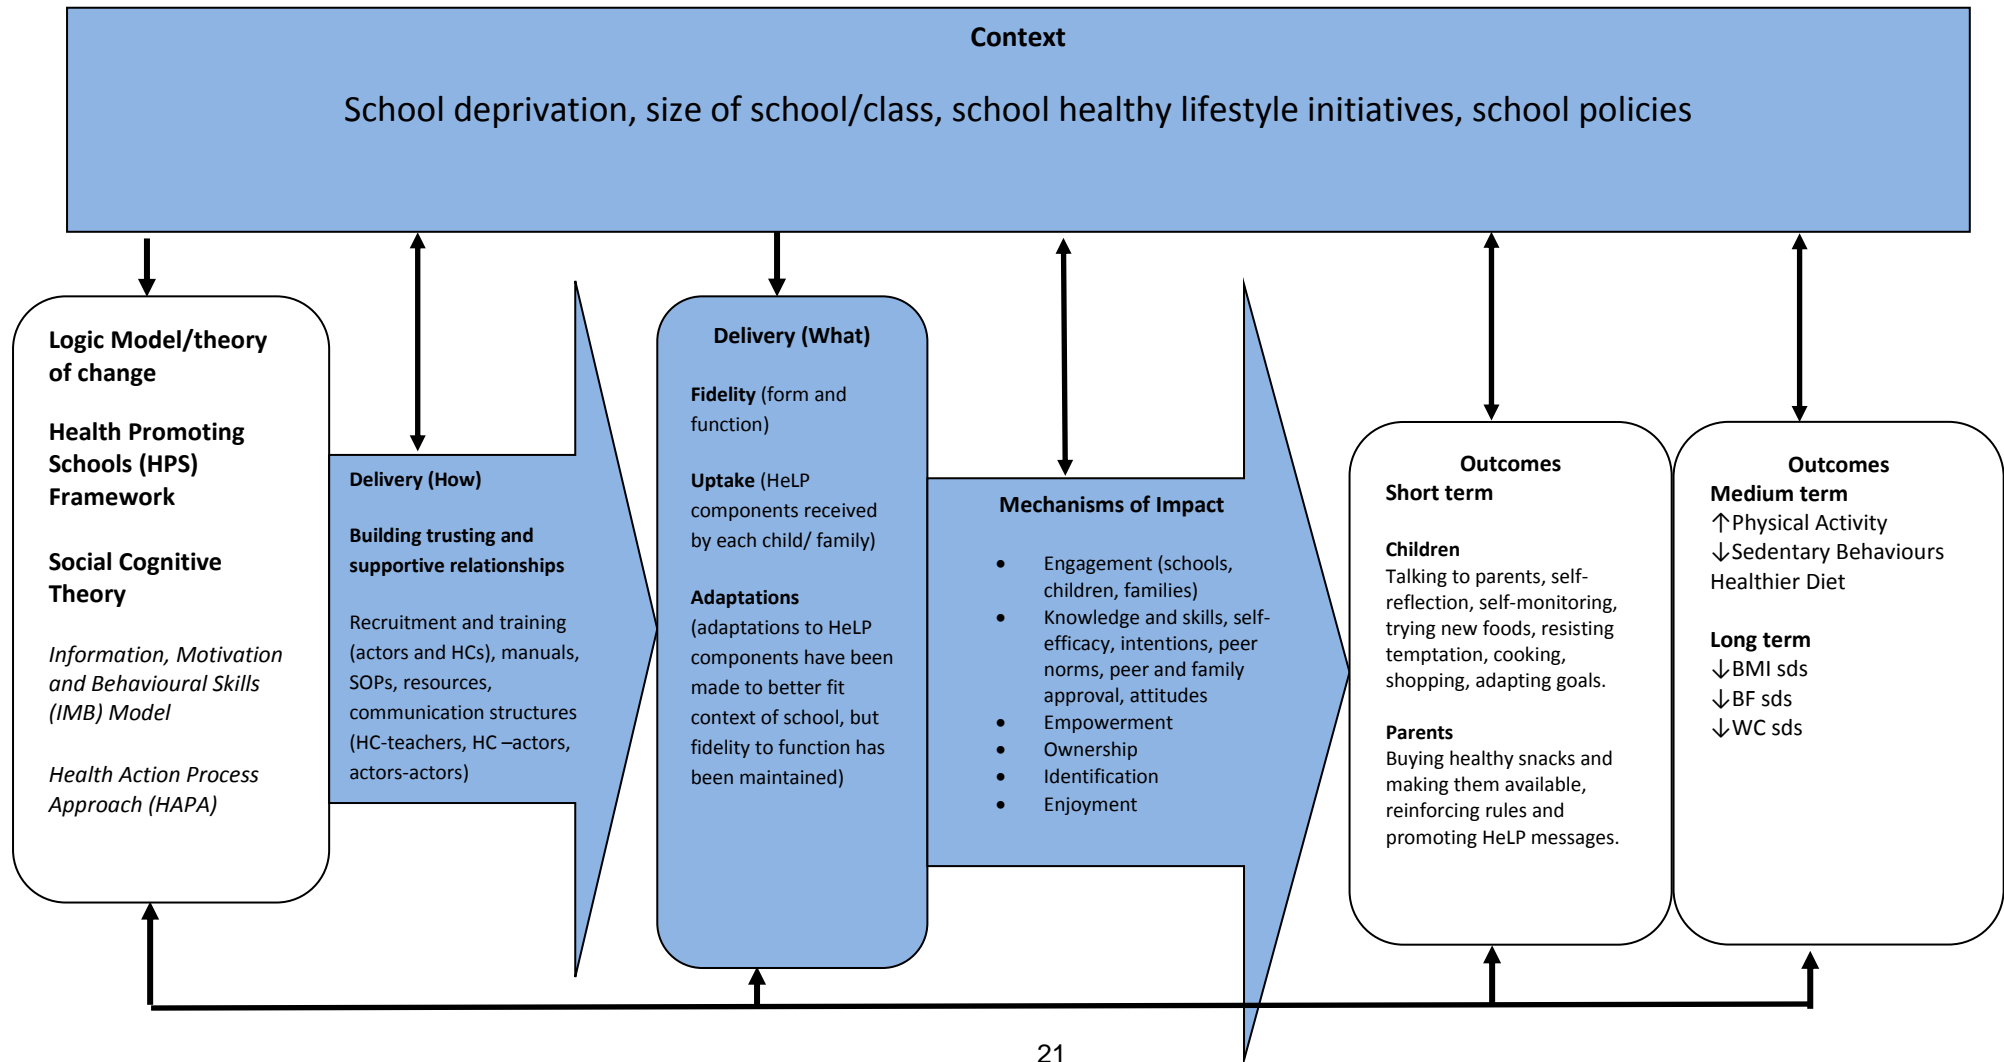 Context
School deprivation, size of school/class, school healthy lifestyle initiatives, school policies
Logic Model/theory
of change
Health Promoting
Schools (HPS)
Framework
Social Cognitive
Theory
Information, Motivation
and Behavioural Skills
(IMB) Model
Health Action Process
Approach (HAPA)
Delivery (How)
Building trusting and
supportive relationships
Recruitment and training
(actors and HCs), manuals,
SOPs, resources,
communication structures
(HC-teachers, HC –actors,
actors-actors)
Delivery (What)
Fidelity (form and
function)
Uptake (HeLP
components received
by each child/ family)
Adaptations
(adaptations to HeLP
components have been
made to better fit
context of school, but
fidelity to function has
been maintained)
Mechanisms of Impact
• Engagement (schools,
children, families)
• Knowledge and skills, self-
efficacy, intentions, peer
norms, peer and family
approval, attitudes
• Empowerment
• Ownership
• Identification
• Enjoyment
Outcomes
Short term
Children
Talking to parents, self-
reflection, self-monitoring,
trying new foods, resisting
temptation, cooking,
shopping, adapting goals.
Parents
Buying healthy snacks and
making them available,
reinforcing rules and
promoting HeLP messages.
Outcomes
Medium term
↑Physical Activity
↓Sedentary Behaviours
Healthier Diet
Long term
↓BMI sds
↓BF sds
↓WC sds
21